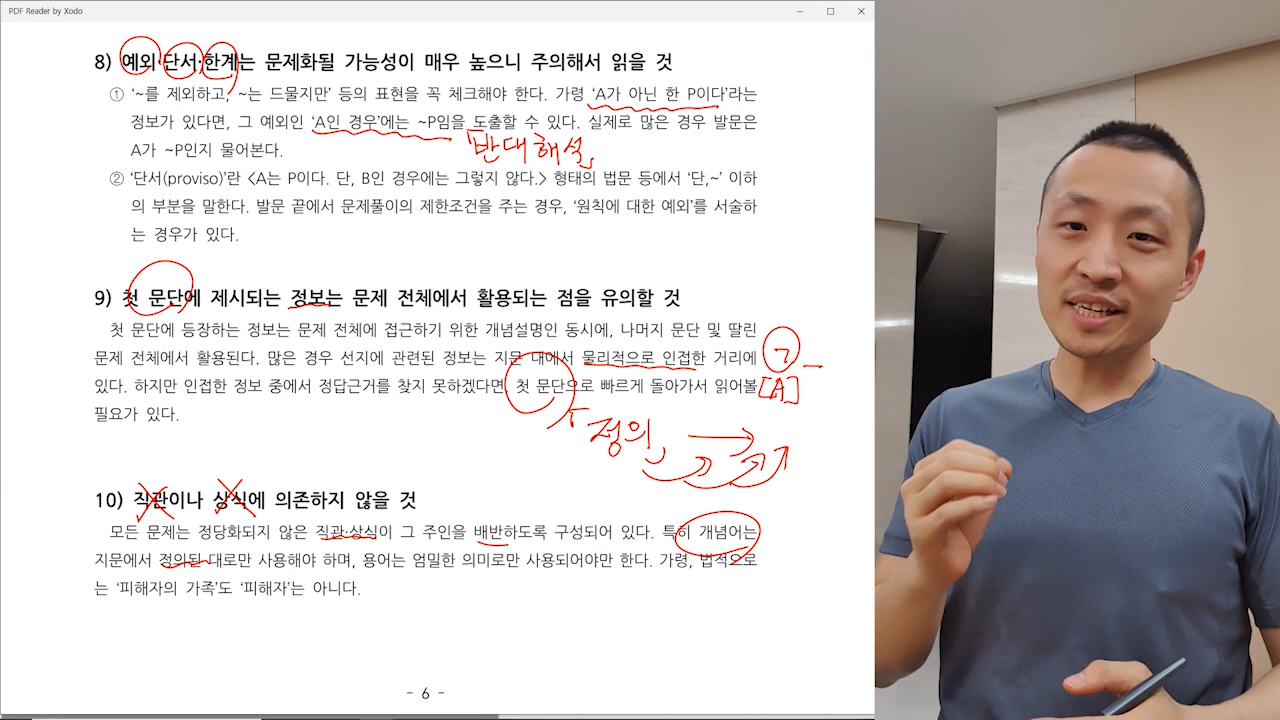 PDF Reader by Xodo
8) 예외·단서·한계는 문제화될 가능성이 매우 높으니 주의해서 읽을 것
① ‘~를 제외하고, ~는 드물지만’ 등의 표현을 꼭 체크해야 한다. 가령 ‘A가 아닌 한 P이다’라는
정보가 있다면, 그 예외인 ‘A인 경우’에는 ~P임을 도출할 수 있다. 실제로 많은 경우 발문은
A가 ~P인지 물어본다.
반대해설
② ‘단서(proviso)’란 <A는 P이다. 단, B인 경우에는 그렇지 않다.> 형태의 법문 등에서 ‘단,~’ 이하
의 부분을 말한다. 발문 끝에서 문제풀이의 제한조건을 주는 경우, ‘원칙에 대한 예외’를 서술하
는 경우가 있다.
9) 첫 문단에 제시되는 정보는 문제 전체에서 활용되는 점을 유의할 것
첫 문단에 등장하는 정보는 문제 전체에 접근하기 위한 개념설명인 동시에, 나머지 문단 및 딸린
문제 전체에서 활용된다. 많은 경우 선지에 관련된 정보는 지문 내에서 물리적으로 인접한 거리에
ㄱ
있다. 하지만 인접한 정보 중에서 정답근거를 찾지 못하겠다면, 첫 문단으로 빠르게 돌아가서 읽어볼
[A]
필요가 있다.
정의
10) 직관이나 상식에 의존하지 않을 것
모든 문제는 정당화되지 않은 직관·상식이 그 주인을 배반하도록 구성되어 있다. 특히 개념어는
지문에서 정의된 대로만 사용해야 하며, 용어는 엄밀한 의미로만 사용되어야만 한다. 가령, 법적으로
는 ‘피해자의 가족’도 ‘피해자’는 아니다.
- 6 -